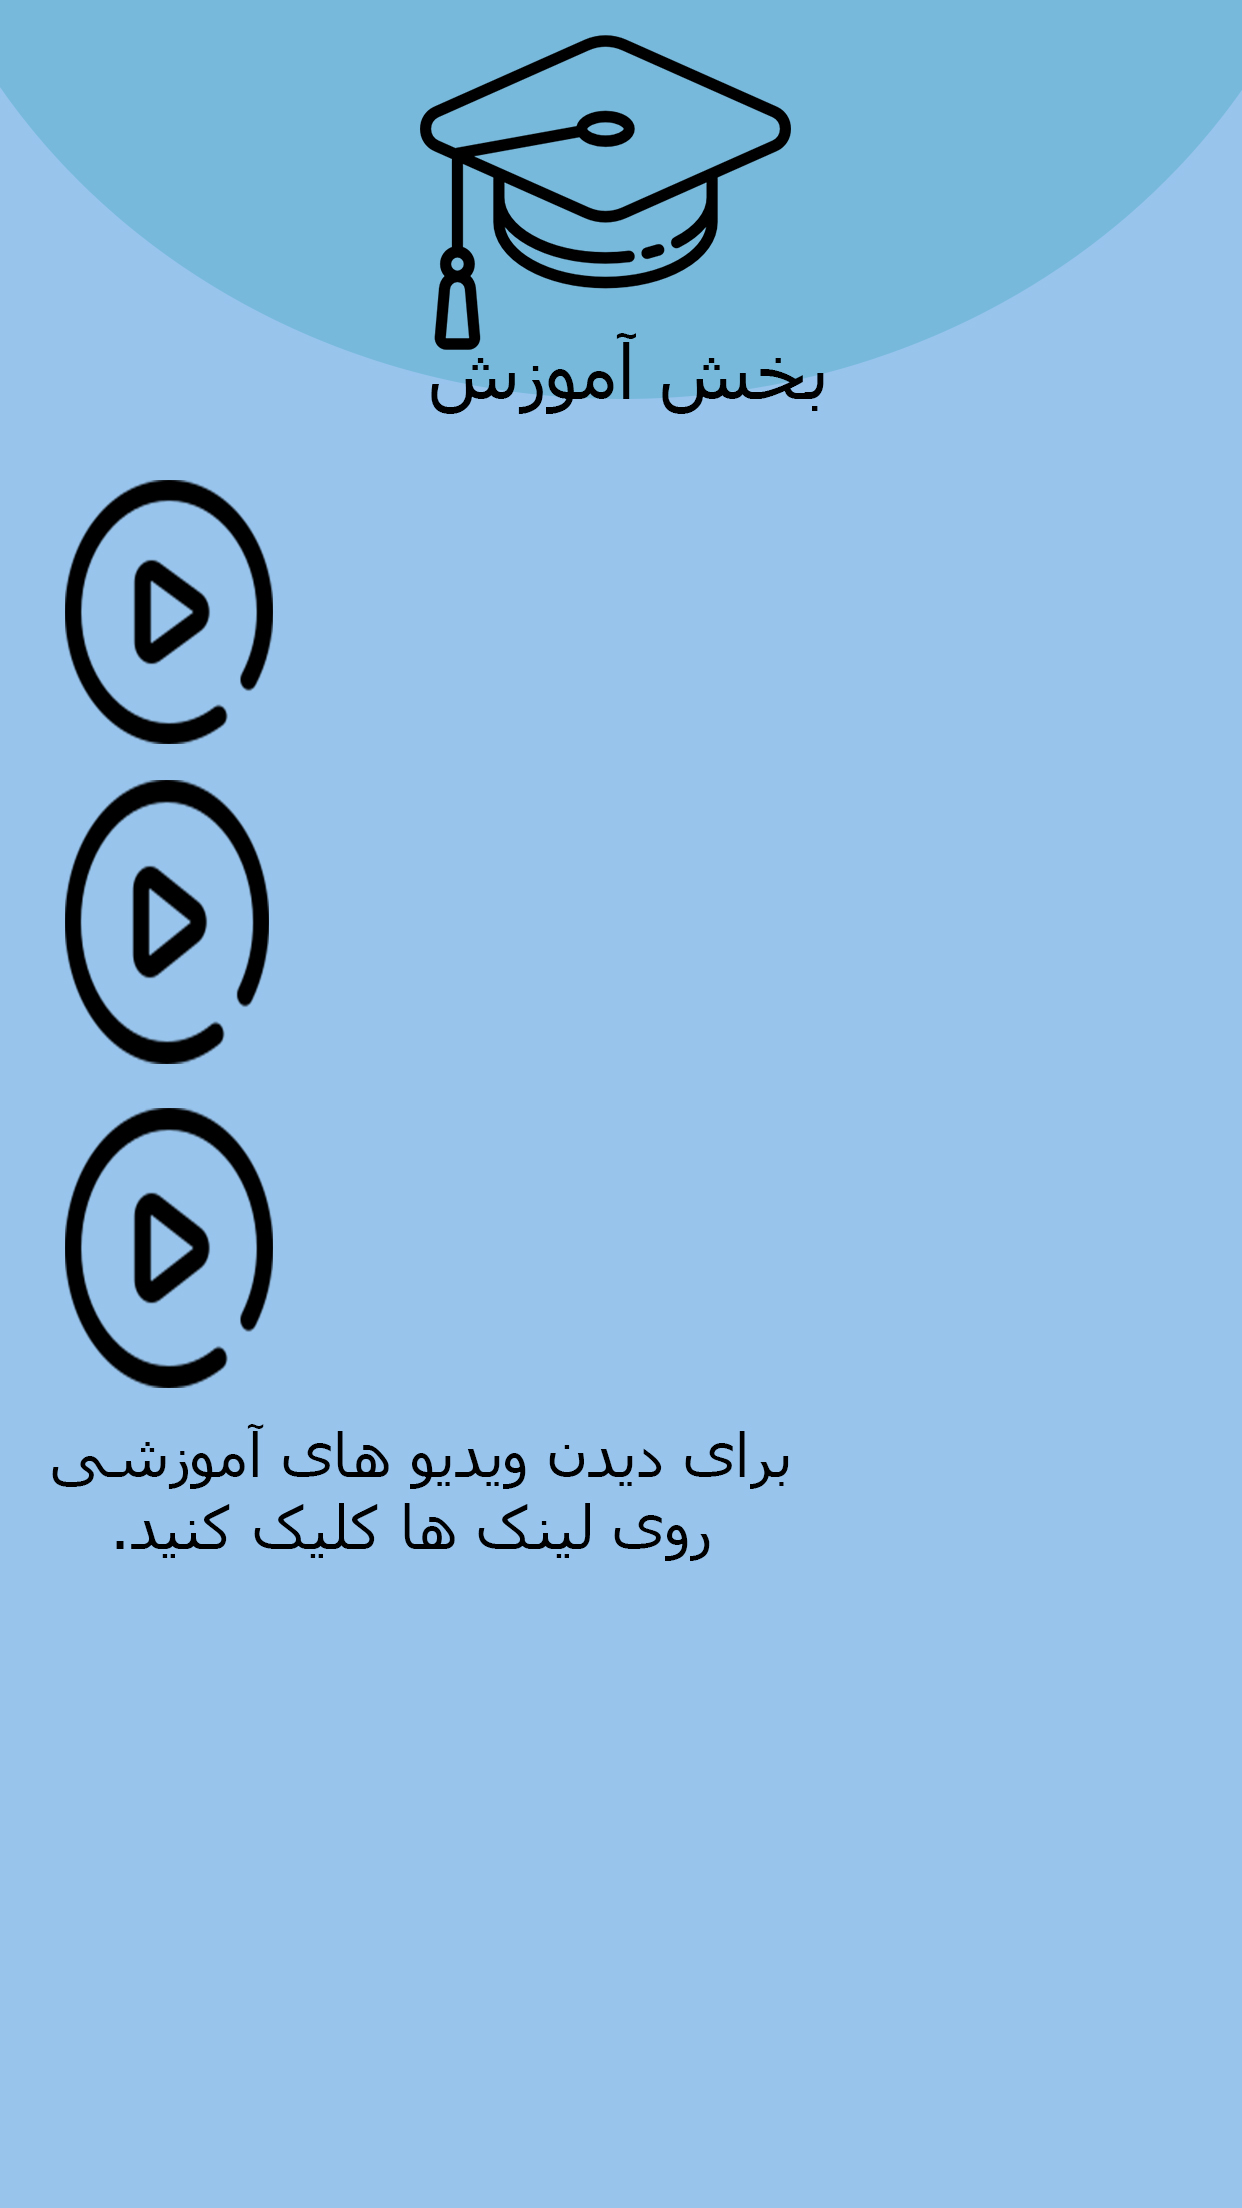 بخش آموزش
برای دیدن ویدیو های آموزشی
روی لینک ها کلیک کنید.